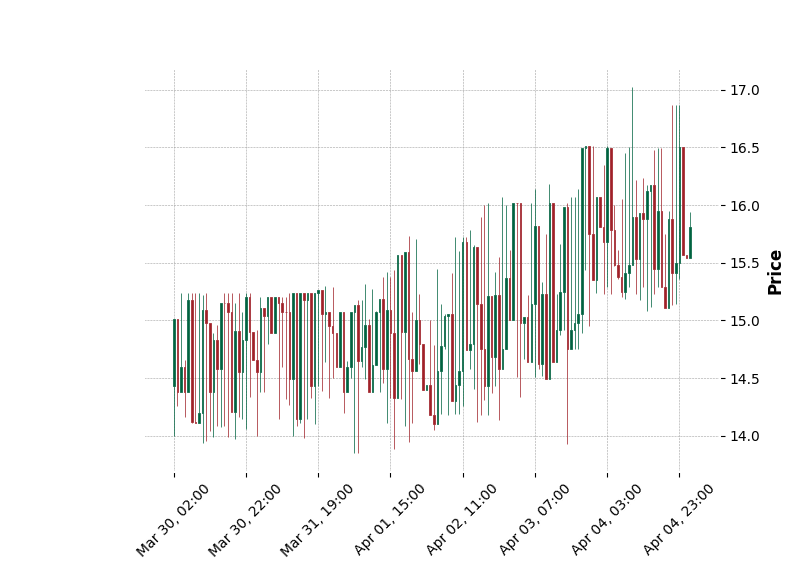 17.0
16.5
16.0
15.5
15.0
14.5
14.0
Price
Mar 30, 02:00
Mar 30, 22:00
Mar 31, 19:00
Apr 01, 15:00
Apr 02, 11:00
Apr 03, 07:00
Apr 04, 03:00
Apr 04, 23:00